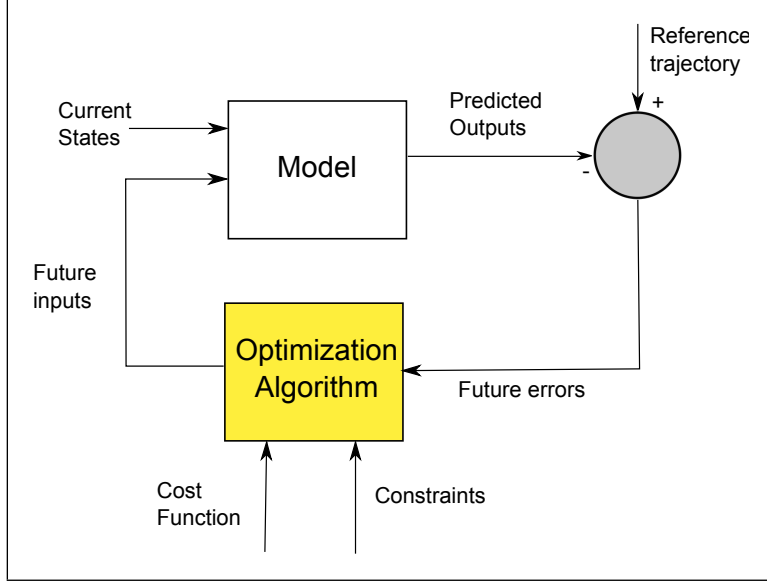 Reference
trajectory
+
Current
States
Model
Predicted
Outputs
-
Future
inputs
Optimization
Algorithm
Future errors
Cost
Function
Constraints